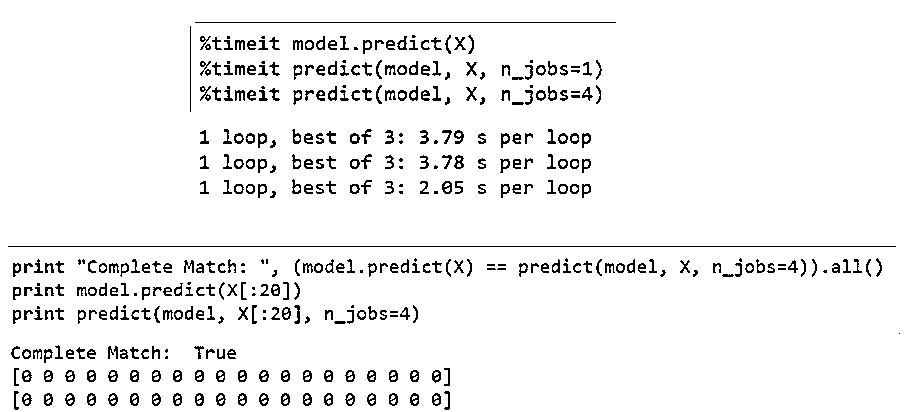 %timeit model.predict(X)
%timeit predict(model, X, n_jobs=1)
%timeit predict(model, X, n_jobs=4)
1 loop, best of 3: 3.79 s per loop
1 loop, best of 3: 3.78 s per loop
1 loop, best of 3: 2.05 s per loop
print "Complete Match: ", (model.predict(X) == predict(model, X, n_jobs=4)).all()
print model.predict(X[:20])
print predict(model, X[:20], n_jobs=4)
Complete Match:  True
[0 0 0 0 0 0 0 0 0 0 0 0 0 0 0 0 0 0 0 0]
[0 0 0 0 0 0 0 0 0 0 0 0 0 0 0 0 0 0 0 0]